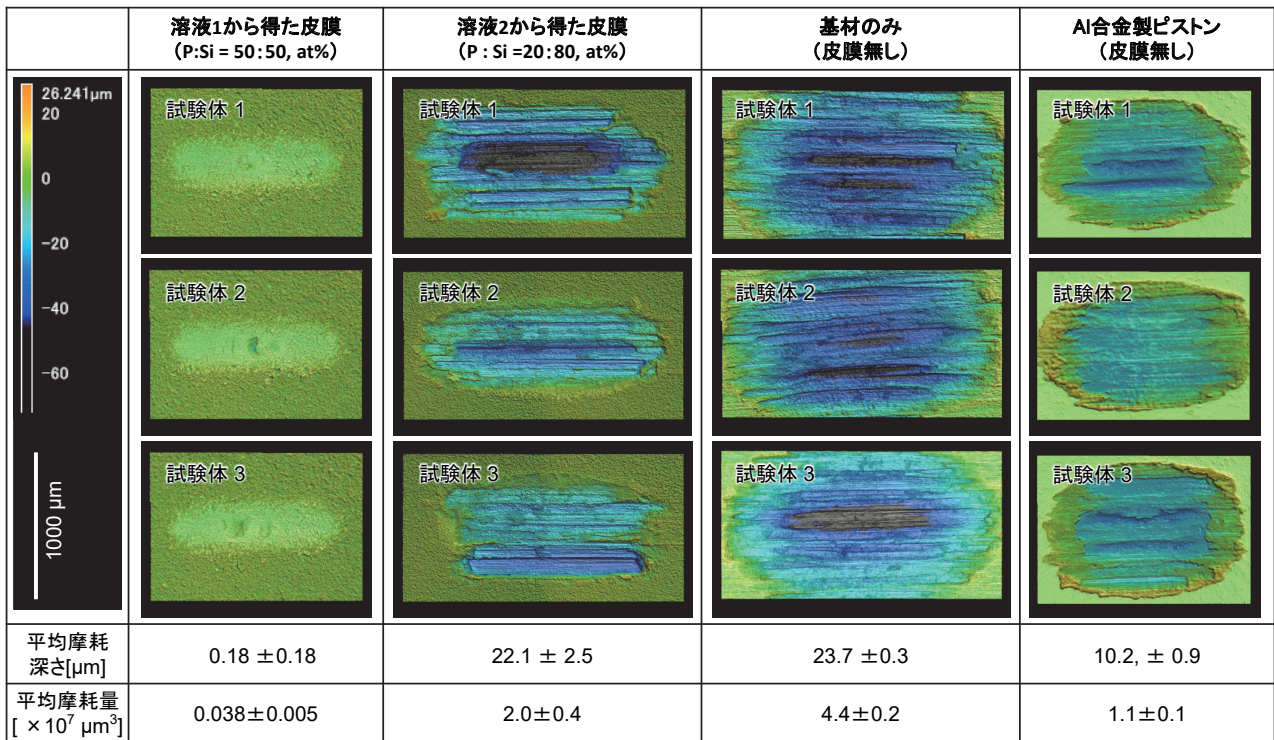 溶液1から得た皮膜
（P:Si = 50：50, at%）
溶液2から得た皮膜
（P : Si =20：80, at%）
基材のみ
（皮膜無し）
Al合金製ピストン
（皮膜無し）
26.241μm
20
0
−20
−40
−60
1000 μm
試験体 1
試験体 1
試験体 1
試験体 1
試験体 2
試験体 2
試験体 2
試験体 2
試験体 3
試験体 3
試験体 3
試験体 3
平均摩耗
深さ[μm]
0.18 ±0.18
22.1 ± 2.5
23.7 ±0.3
10.2, ± 0.9
平均摩耗量
[ ×10⁷ μm³]
0.038±0.005
2.0±0.4
4.4±0.2
1.1±0.1